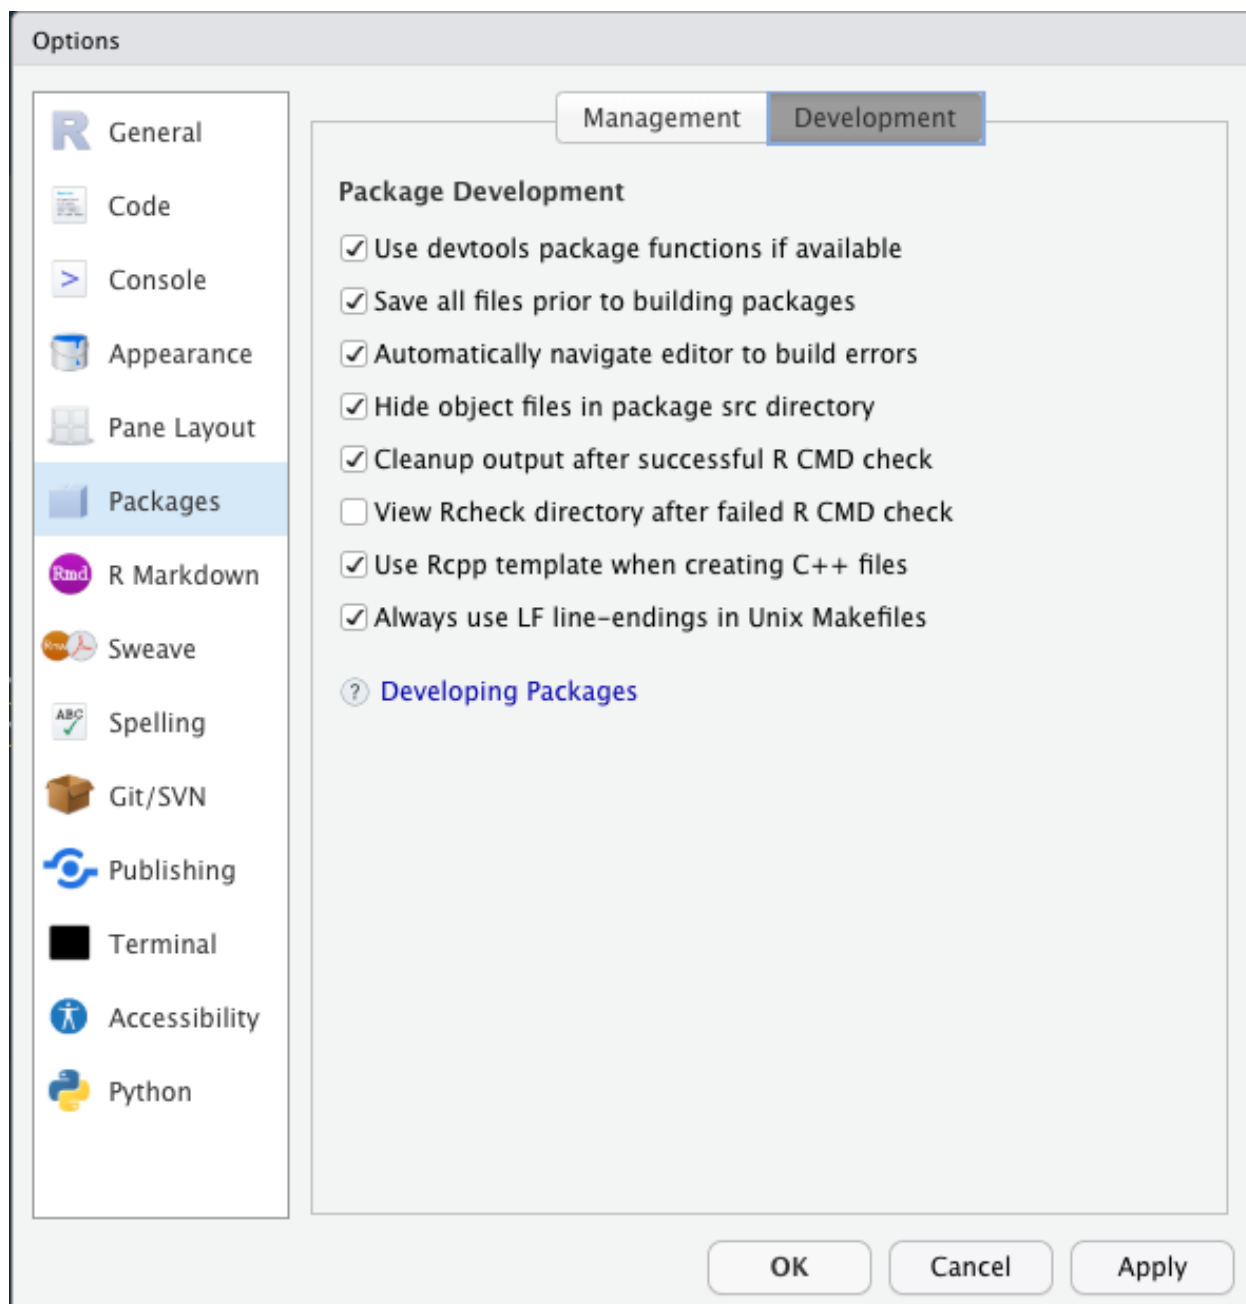 Options
General
Code
Console
Appearance
Pane Layout
Packages
Rmd R Markdown
Sweave
ABC Spelling
Git/SVN
Publishing
Terminal
Accessibility
Python
Management Development
Package Development
Use devtools package functions if available
Save all files prior to building packages
Automatically navigate editor to build errors
Hide object files in package src directory
Cleanup output after successful R CMD check
View Rcheck directory after failed R CMD check
Use Rcpp template when creating C++ files
Always use LF line-endings in Unix Makefiles
? Developing Packages
OK Cancel Apply